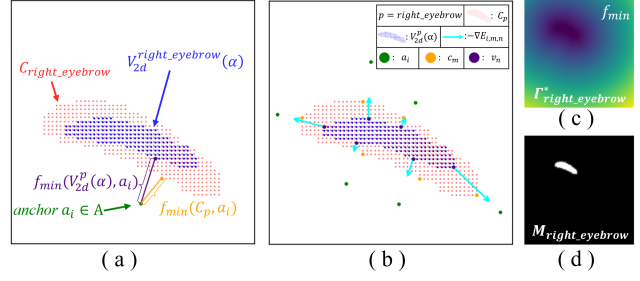 C_right_eyebrow
V_2d^right_eyebrow(α)
f_min(V_2d^p(α), a_i)
anchor a_i ∈ A
f_min(C_p, a_i)
( a )
p = right_eyebrow : C_p
: V_2d^p(α) : −∇E_i,m,n
: a_i : c_m : v_n
( b )
f_min
Γ*_right_eyebrow
( c )
M_right_eyebrow
( d )